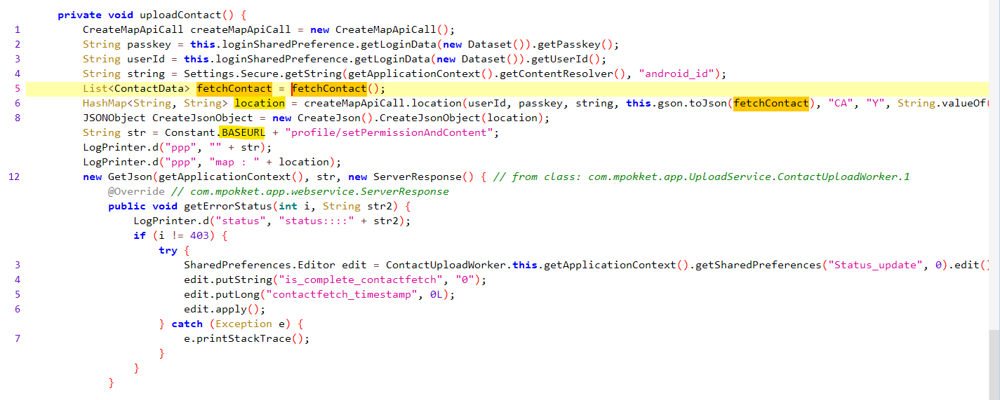 private void uploadContact() {
1 CreateMapApiCall createMapApiCall = new CreateMapApiCall();
2 String passkey = this.loginSharedPreference.getLoginData(new Dataset()).getPasskey();
3 String userId = this.loginSharedPreference.getLoginData(new Dataset()).getUserId();
4 String string = Settings.Secure.getString(getApplicationContext().getContentResolver(), "android_id");
5 List<ContactData> fetchContact = fetchContact();
6 HashMap<String, String> location = createMapApiCall.location(userId, passkey, string, this.gson.toJson(fetchContact), "CA", "Y", String.valueOf(
8 JSONObject CreateJsonObject = new CreateJson().CreateJsonObject(location);
String str = Constant.BASEURL + "profile/setPermissionAndContent";
LogPrinter.d("ppp", "" + str);
LogPrinter.d("ppp", "map : " + location);
12 new GetJson(getApplicationContext(), str, new ServerResponse() { // from class: com.mpokket.app.UploadService.ContactUploadWorker.1
@Override // com.mpokket.app.webservice.ServerResponse
public void getErrorStatus(int i, String str2) {
LogPrinter.d("status", "status::::" + str2);
if (i != 403) {
try {
3 SharedPreferences.Editor edit = ContactUploadWorker.this.getApplicationContext().getSharedPreferences("Status_update", 0).edit()
4 edit.putString("is_complete_contactfetch", "0");
5 edit.putLong("contactfetch_timestamp", 0L);
6 edit.apply();
} catch (Exception e) {
7 e.printStackTrace();
}
}
}